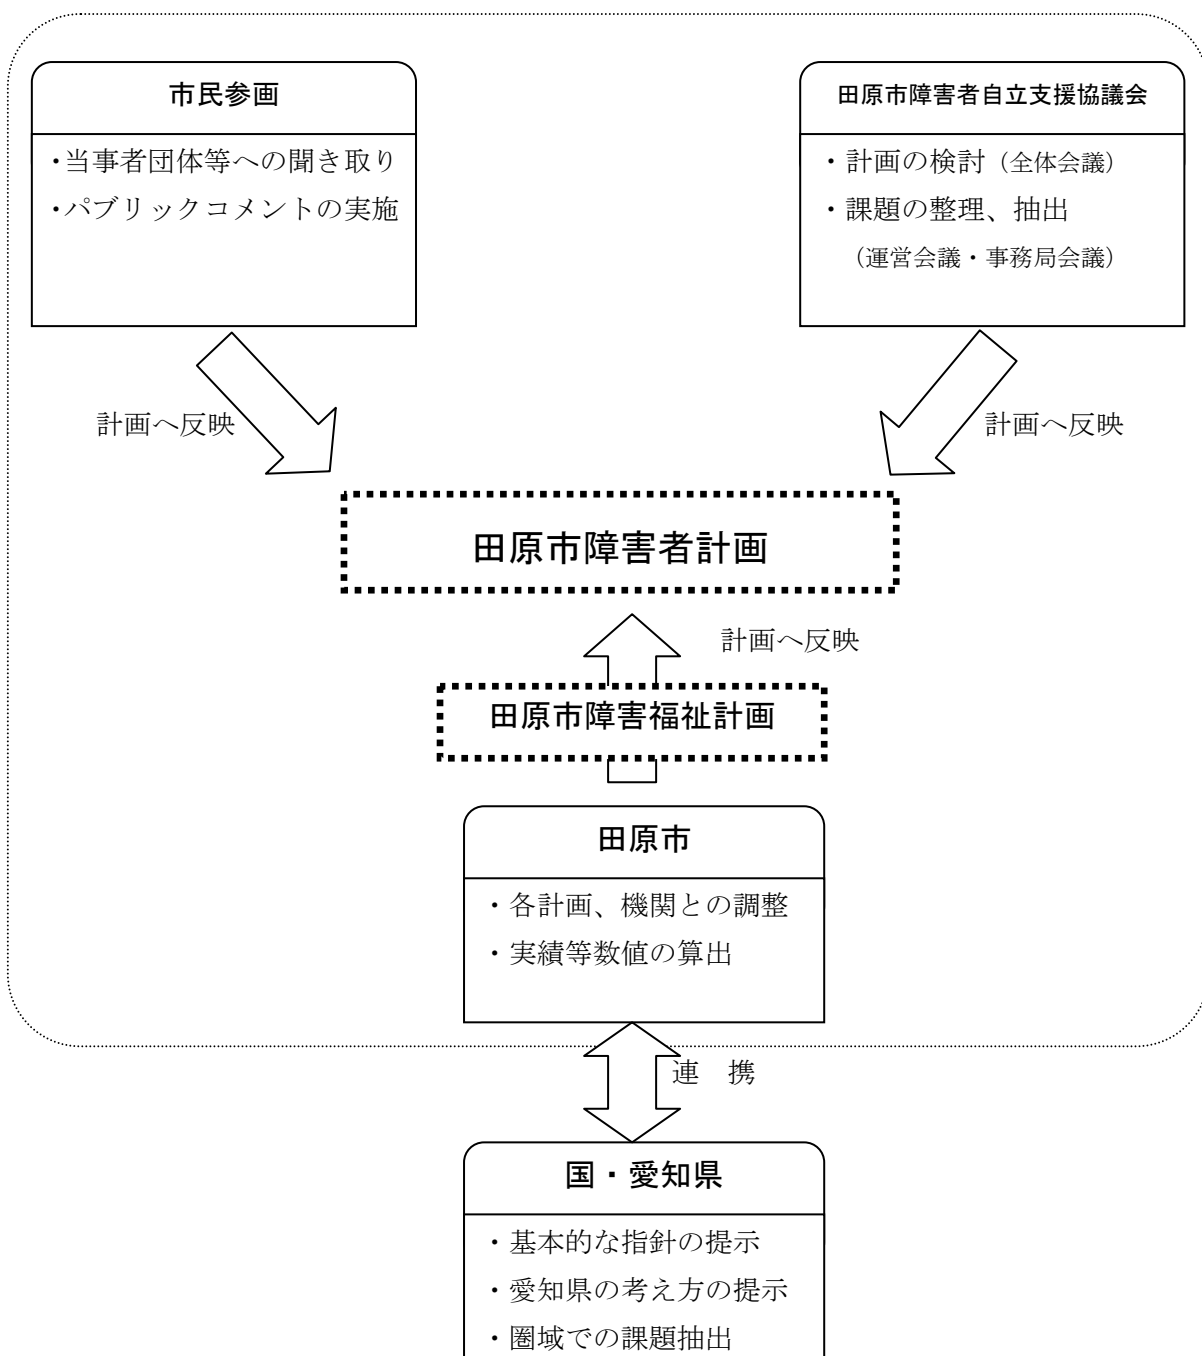 市民参画
・当事者団体等への聞き取り
・パブリックコメントの実施
田原市障害者自立支援協議会
・計画の検討（全体会議）
・課題の整理、抽出
（運営会議・事務局会議）
計画へ反映
計画へ反映
田原市障害者計画
計画へ反映
田原市障害福祉計画
田原市
・各計画、機関との調整
・実績等数値の算出
連　携
国・愛知県
・基本的な指針の提示
・愛知県の考え方の提示
・圏域での課題抽出